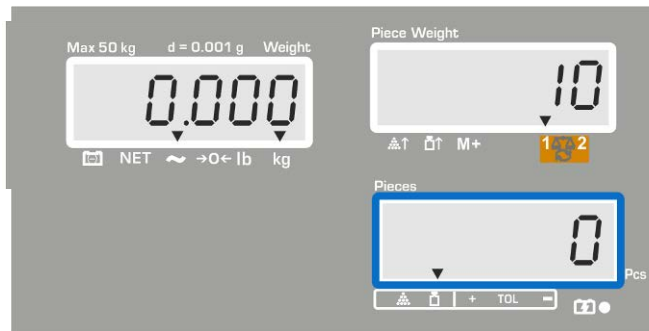 Max 50 kg d = 0.001 g Weight
0.000
NET →0← lb kg
Piece Weight
10
M+ 1 2
Pieces
0
Pcs
+ TOL -